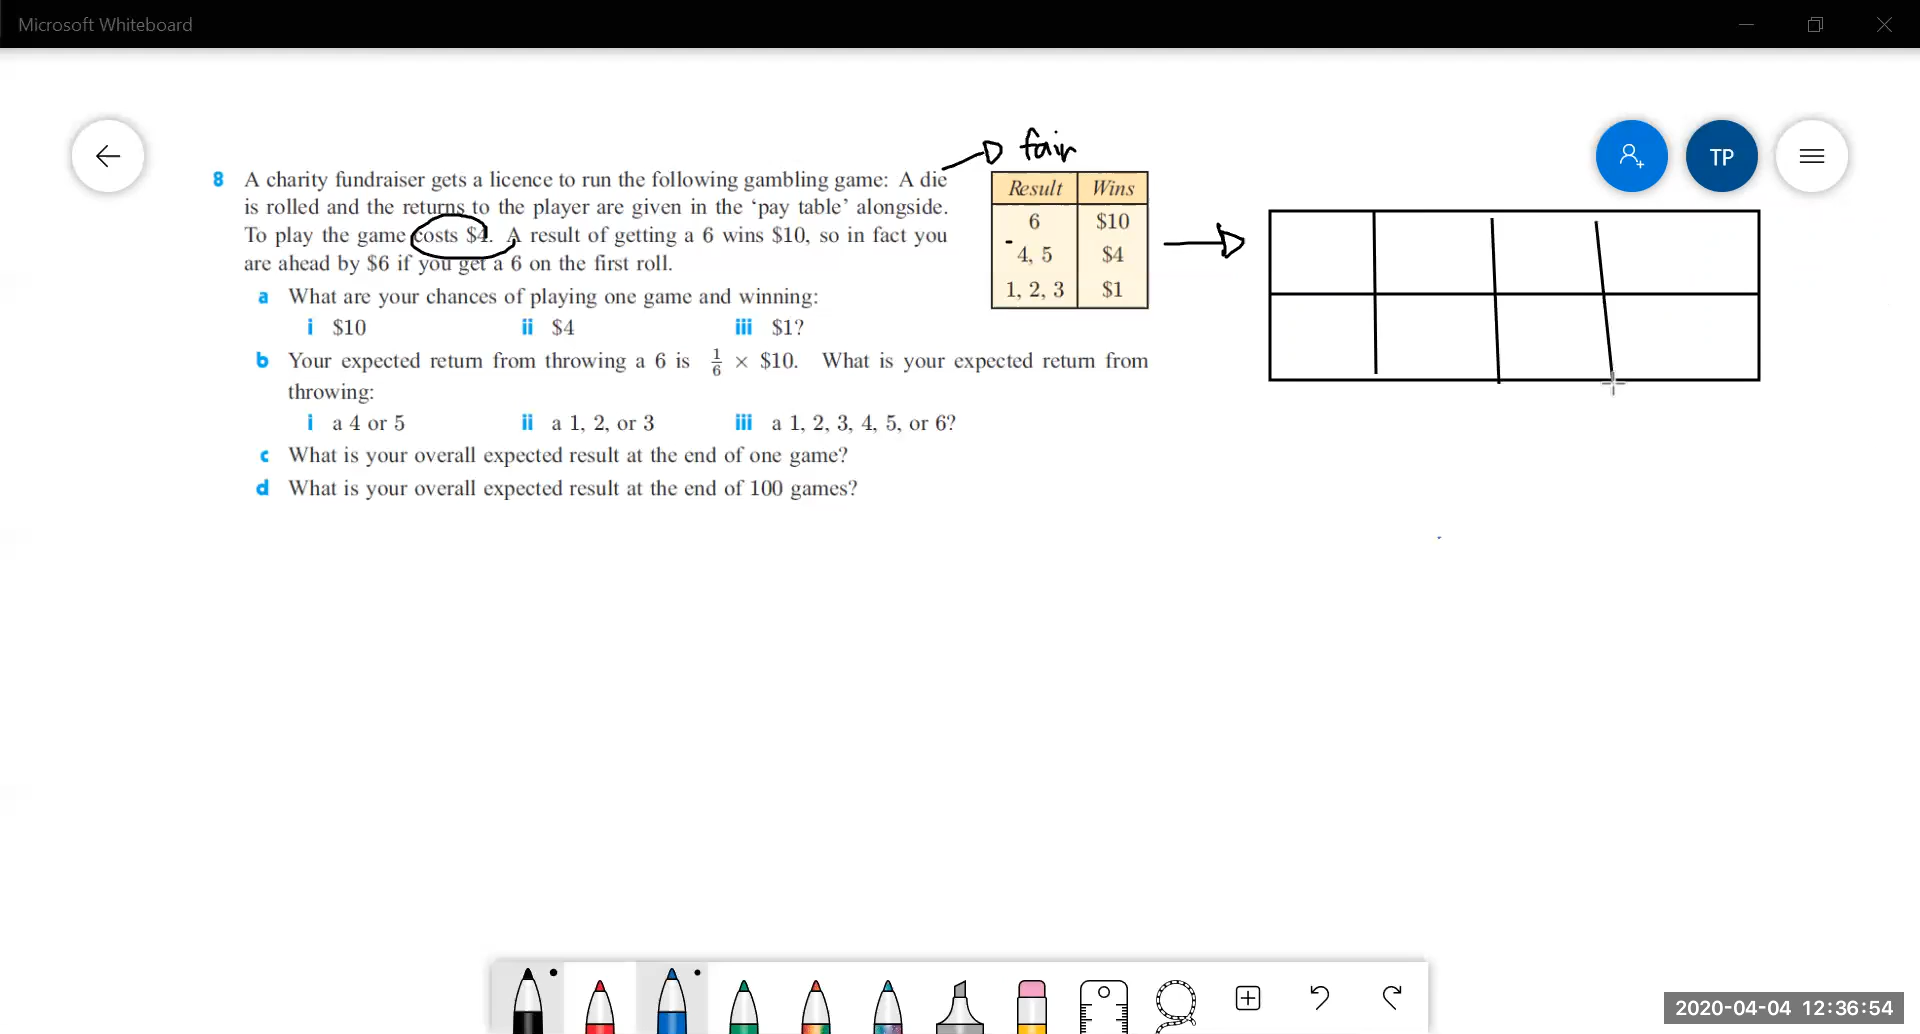 Microsoft Whiteboard
fair
TP
8 A charity fundraiser gets a licence to run the following gambling game: A die
is rolled and the returns to the player are given in the ‘pay table’ alongside.
To play the game costs $4. A result of getting a 6 wins $10, so in fact you
are ahead by $6 if you get a 6 on the first roll.
Result Wins
6 $10
4, 5 $4
1, 2, 3 $1
a What are your chances of playing one game and winning:
i $10 ii $4 iii $1?
b Your expected return from throwing a 6 is 1/6 × $10. What is your expected return from
throwing:
i a 4 or 5 ii a 1, 2, or 3 iii a 1, 2, 3, 4, 5, or 6?
c What is your overall expected result at the end of one game?
d What is your overall expected result at the end of 100 games?
2020-04-04 12:36:54